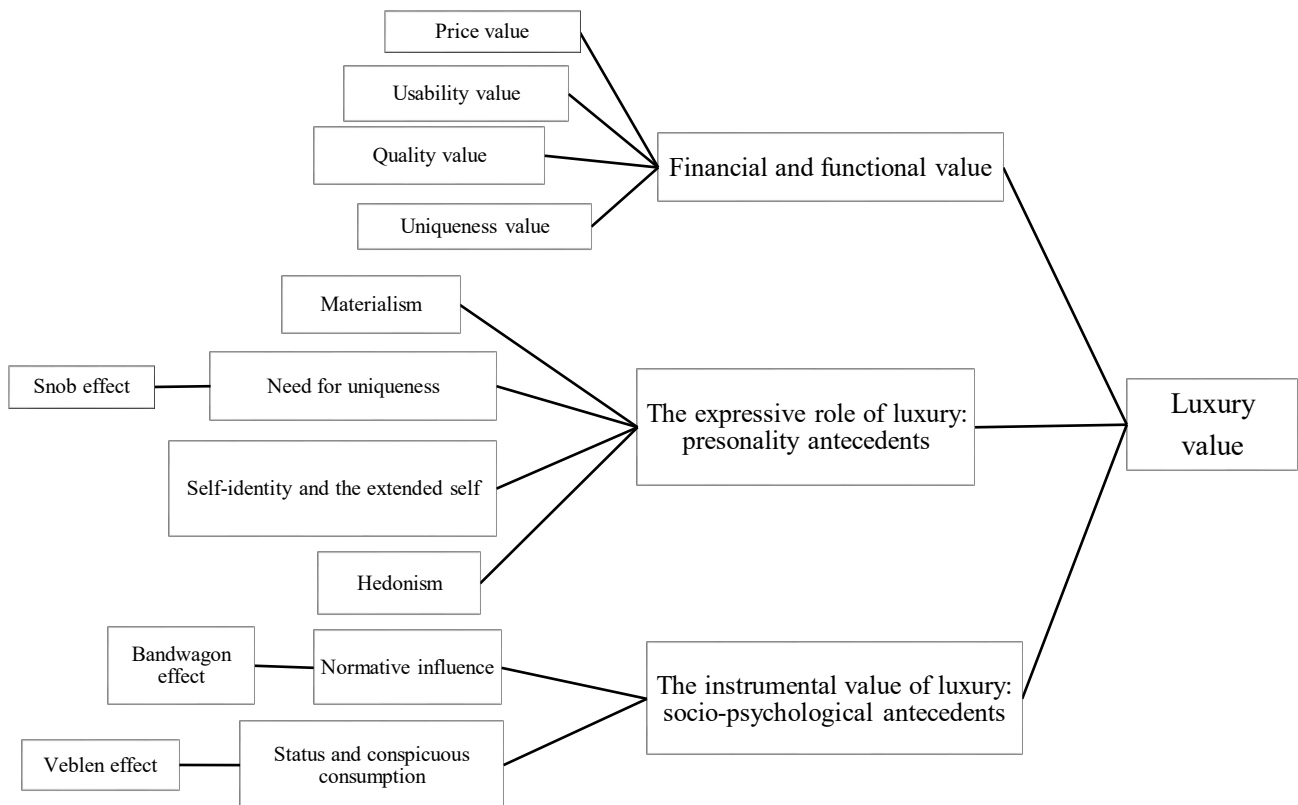 Price value
Usability value
Quality value
Uniqueness value
Financial and functional value
Materialism
Snob effect
Need for uniqueness
Self-identity and the extended self
Hedonism
The expressive role of luxury:
presonality antecedents
Luxury
value
Bandwagon
effect
Normative influence
Veblen effect
Status and conspicuous
consumption
The instrumental value of luxury:
socio-psychological antecedents